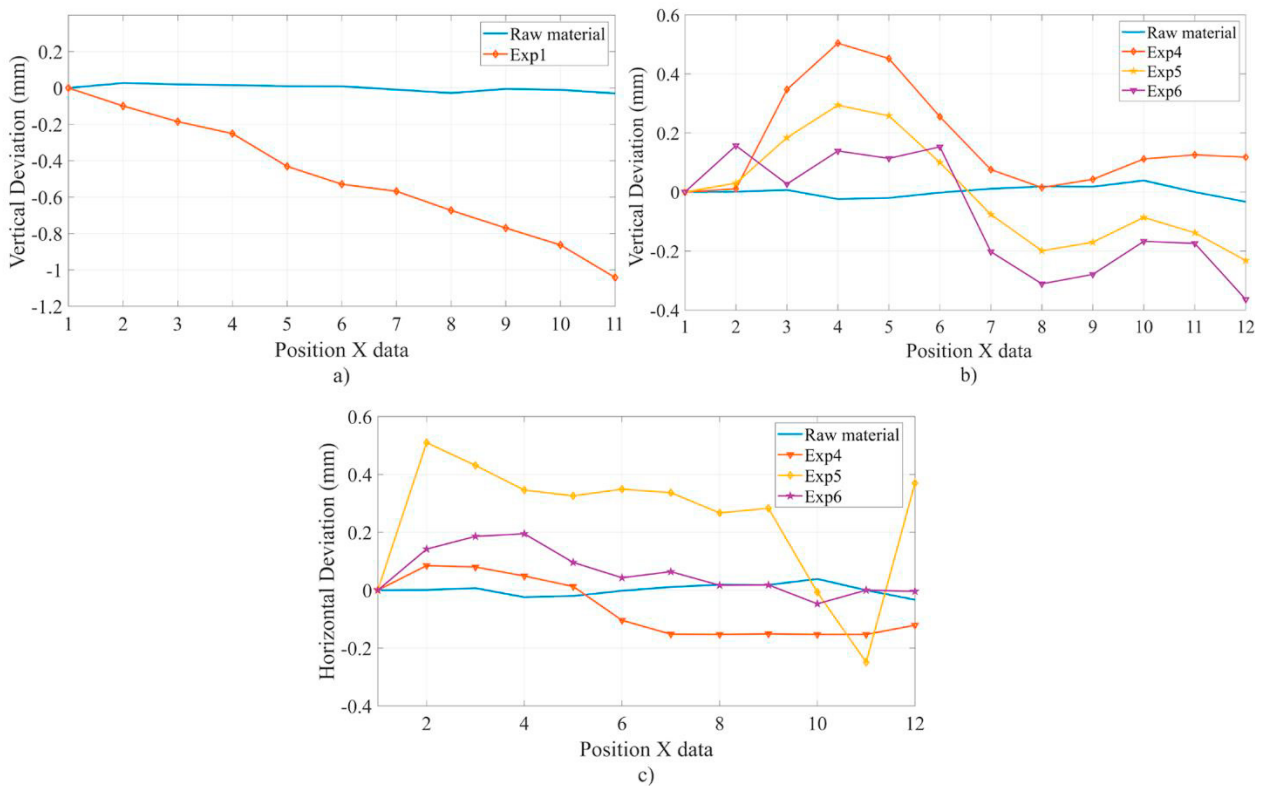 Raw material
Exp1
Vertical Deviation (mm)
0.2
0
-0.2
-0.4
-0.6
-0.8
-1
-1.2
1 2 3 4 5 6 7 8 9 10 11
Position X data
a)
Raw material
Exp4
Exp5
Exp6
Vertical Deviation (mm)
0.6
0.4
0.2
0
-0.2
-0.4
1 2 3 4 5 6 7 8 9 10 11 12
Position X data
b)
Raw material
Exp4
Exp5
Exp6
Horizontal Deviation (mm)
0.6
0.4
0.2
0
-0.2
-0.4
2 4 6 8 10 12
Position X data
c)